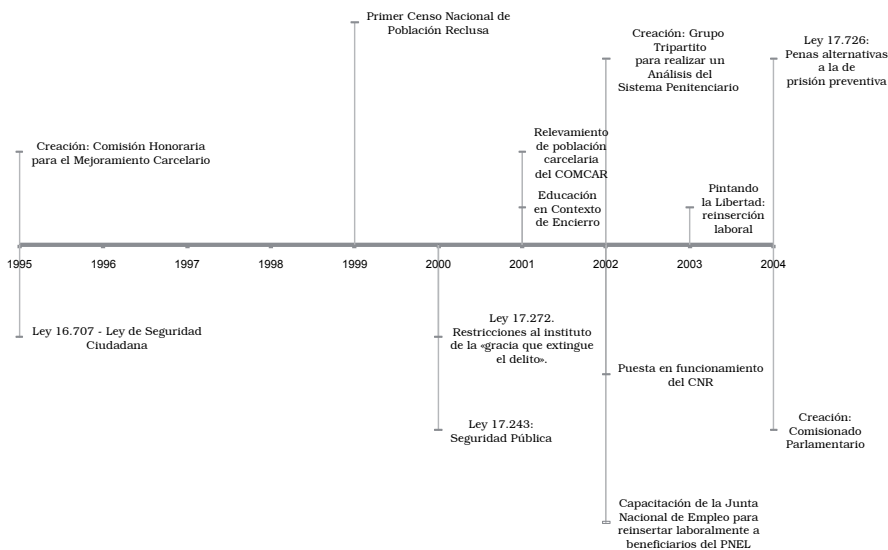 Primer Censo Nacional de
Población Reclusa
Creación: Grupo
Tripartito
para realizar un
Análisis del
Sistema Penitenciario
Ley 17.726:
Penas alternativas
a la de
prisión preventiva
Creación: Comisión Honoraria
para el Mejoramiento Carcelario
Relevamiento
de población
carcelaria
del COMCAR
Educación
en Contexto
de Encierro
Pintando
la Libertad:
reinserción
laboral
1995 1996 1997 1998 1999 2000 2001 2002 2003 2004
Ley 16.707 - Ley de Seguridad
Ciudadana
Ley 17.272.
Restricciones al instituto
de la «gracia que extingue
el delito».
Puesta en funcionamiento
del CNR
Ley 17.243:
Seguridad Pública
Creación:
Comisionado
Parlamentario
Capacitación de la Junta
Nacional de Empleo para
reinsertar laboralmente a
beneficiarios del PNEL